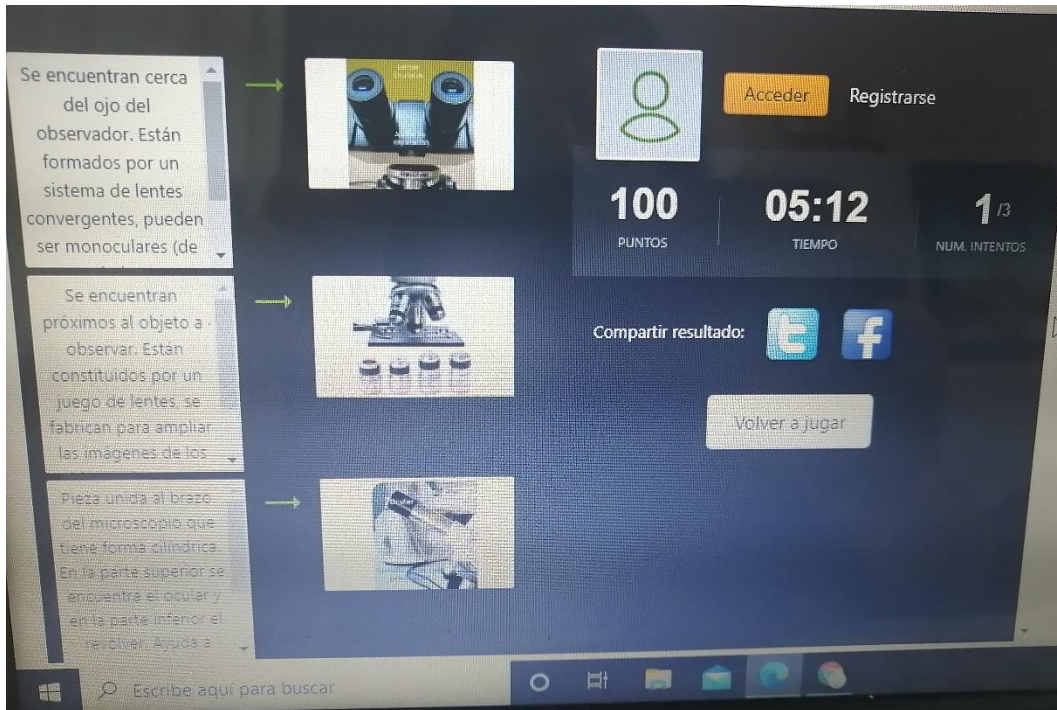 Se encuentran cerca
del ojo del
observador. Están
formados por un
sistema de lentes
convergentes, pueden
ser monoculares (de
Se encuentran
próximos al objeto a
observar. Están
constituidos por un
juego de lentes, se
fabrican para ampliar
las imágenes de los
Pieza unida al brazo
del microscopio que
tiene forma cilíndrica.
En la parte superior se
encuentra el ocular y
en la parte inferior el
revólver. Ayuda a
Ocular
Acceder
Registrarse
100
PUNTOS
05:12
TIEMPO
1/3
NUM. INTENTOS
Compartir resultado:
Volver a jugar
Escribe aquí para buscar